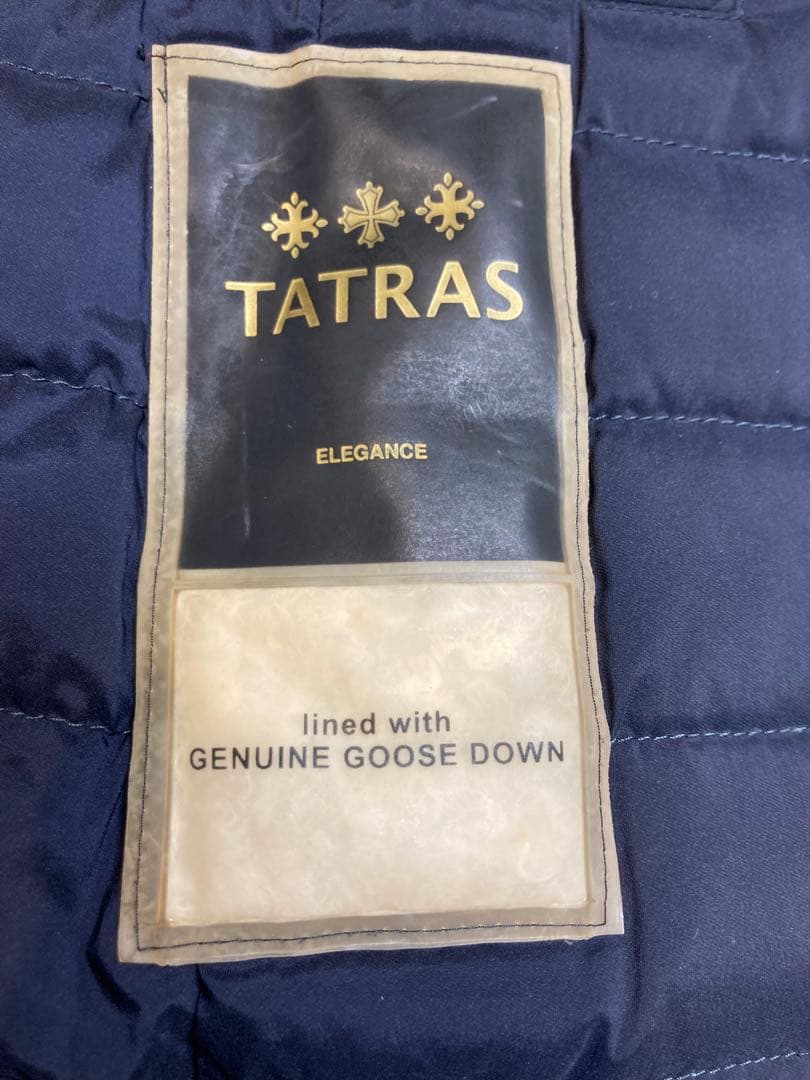 TATRAS
ELEGANCE
lined with
GENUINE GOOSE DOWN